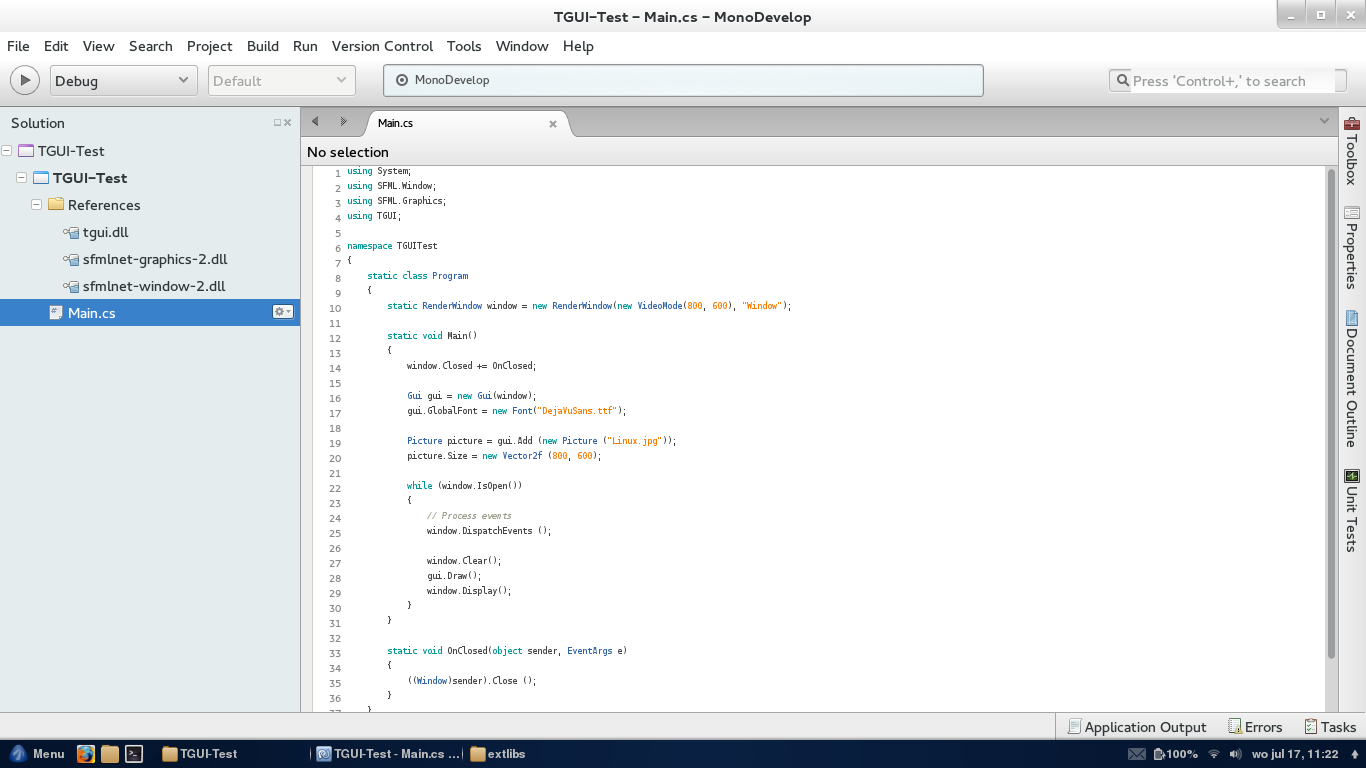 TGUI-Test - Main.cs - MonoDevelop
File Edit View Search Project Build Run Version Control Tools Window Help
Debug Default MonoDevelop Press 'Control+,' to search
Solution
TGUI-Test
TGUI-Test
References
tgui.dll
sfmlnet-graphics-2.dll
sfmlnet-window-2.dll
Main.cs
Main.cs
No selection
1 using System;
2 using SFML.Window;
3 using SFML.Graphics;
4 using TGUI;
5
6 namespace TGUITest
7 {
8 static class Program
9 {
10 static RenderWindow window = new RenderWindow(new VideoMode(800, 600), "Window");
11
12 static void Main()
13 {
14 window.Closed += OnClosed;
15
16 Gui gui = new Gui(window);
17 gui.GlobalFont = new Font("DejaVuSans.ttf");
18
19 Picture picture = gui.Add (new Picture ("Linux.jpg"));
20 picture.Size = new Vector2f (800, 600);
21
22 while (window.IsOpen())
23 {
24 // Process events
25 window.DispatchEvents ();
26
27 window.Clear();
28 gui.Draw();
29 window.Display();
30 }
31 }
32
33 static void OnClosed(object sender, EventArgs e)
34 {
35 ((Window)sender).Close ();
36 }
37 }
Toolbox
Properties
Document Outline
Unit Tests
Application Output Errors Tasks
Menu TGUI-Test TGUI-Test - Main.cs ... extlibs 100% wo jul 17, 11:22